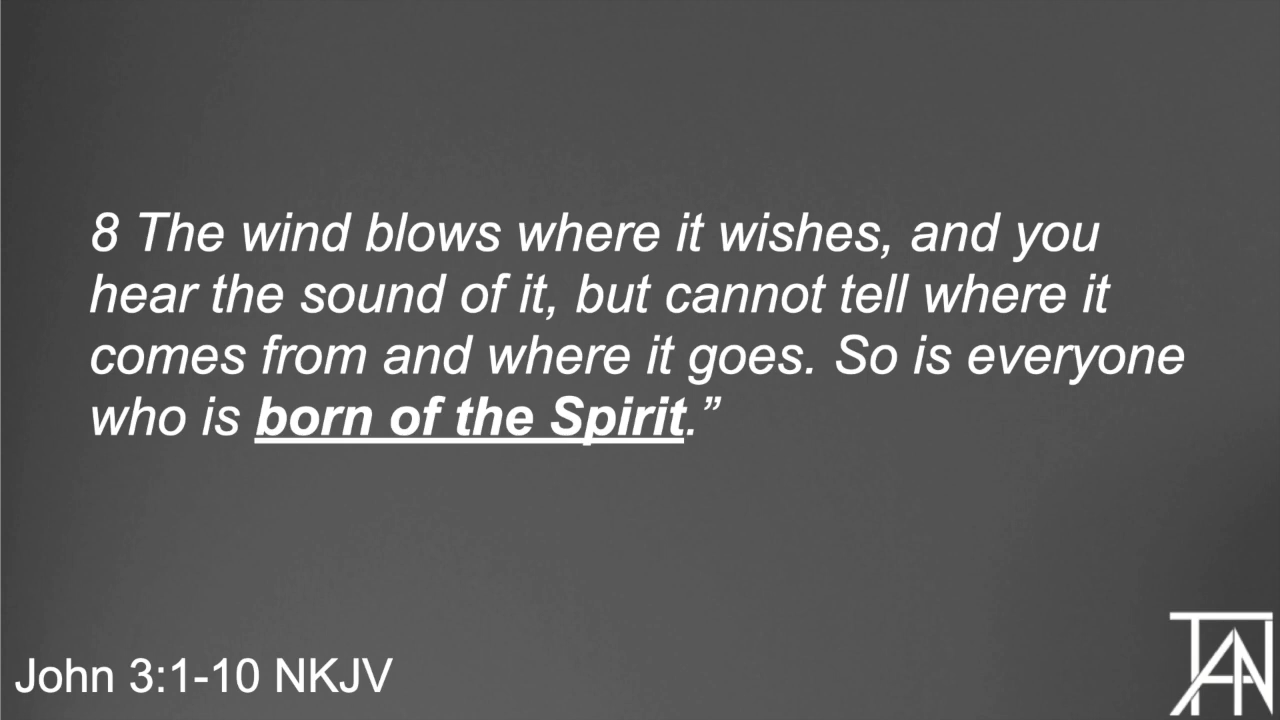 8 The wind blows where it wishes, and you
hear the sound of it, but cannot tell where it
comes from and where it goes. So is everyone
who is born of the Spirit.”
John 3:1-10 NKJV